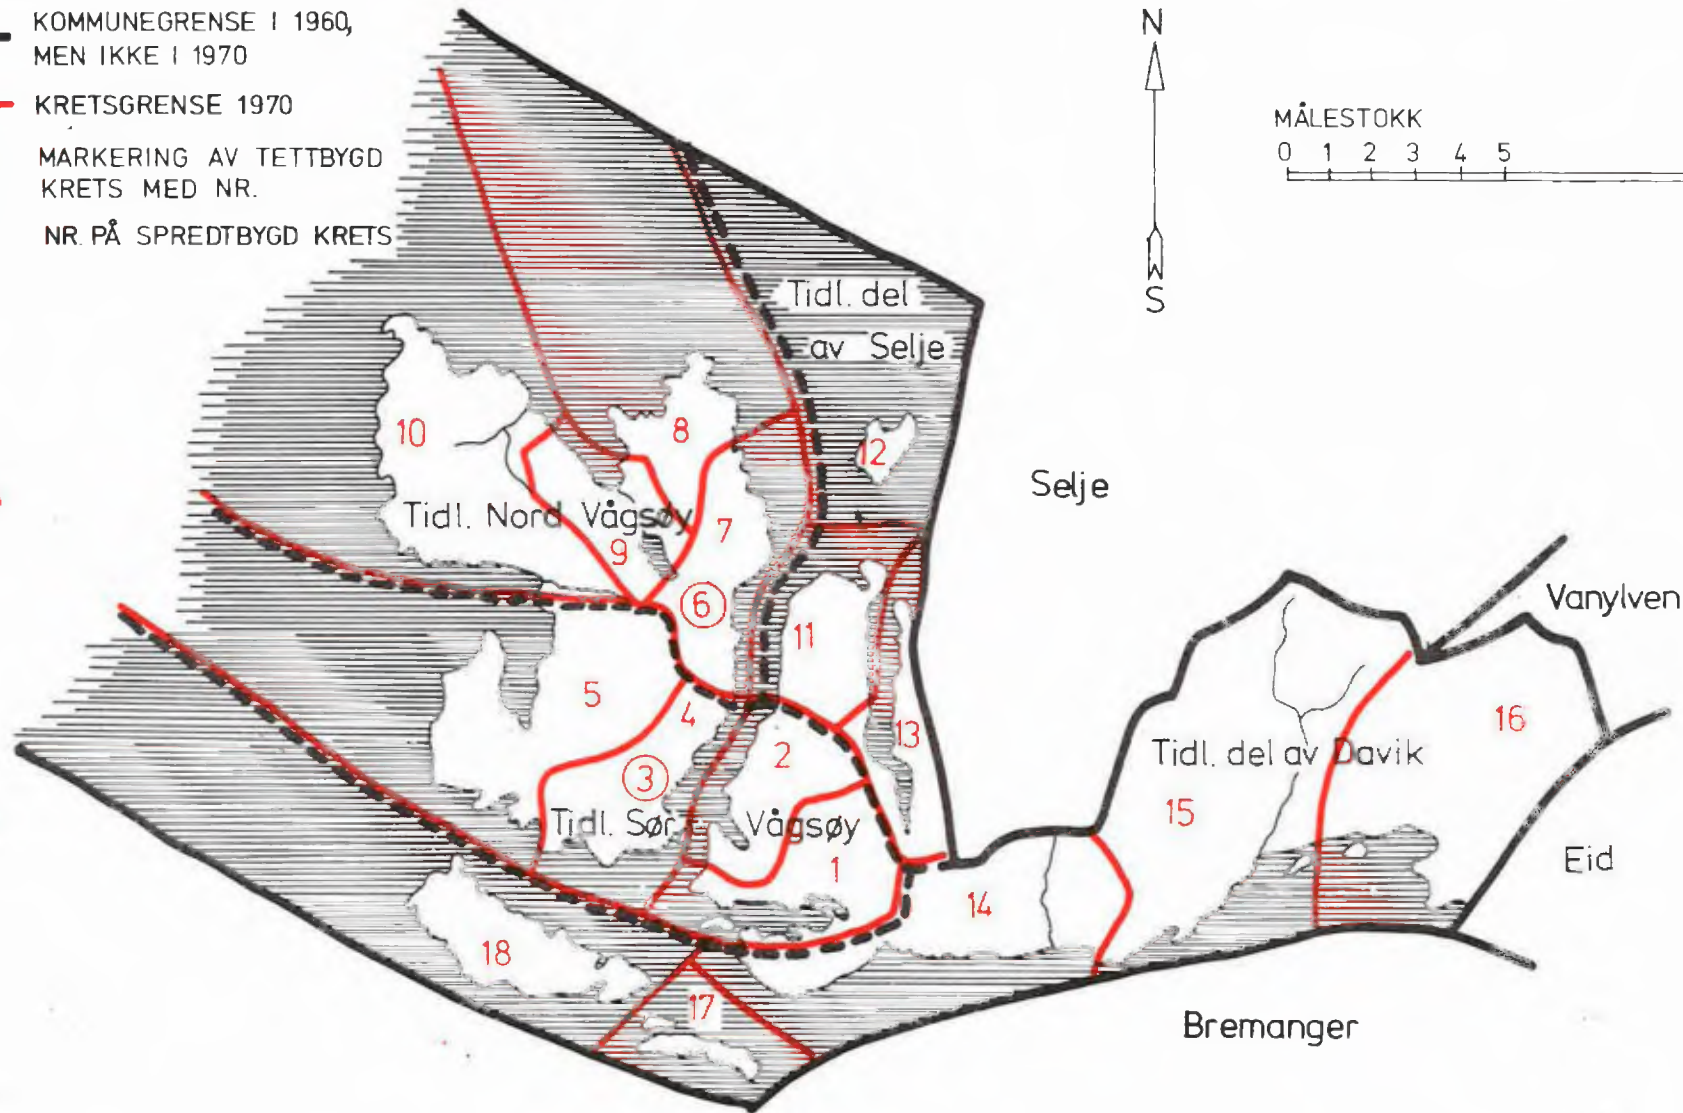 KOMMUNEGRENSE I 1960,
MEN IKKE I 1970
KRETSGRENSE 1970
MARKERING AV TETTBYGD
KRETS MED NR.
NR. PÅ SPREDTBYGD KRETS
N
S
MÅLESTOKK
0 1 2 3 4 5
Tidl. del
av Selje
10
8
12
Selje
Tidl. Nord Vågsøy
7
9
6
11
Vanylven
5
4
13
16
2
Tidl. del av Davik
3
15
Tidl. Sør Vågsøy
1
Eid
14
18
17
Bremanger